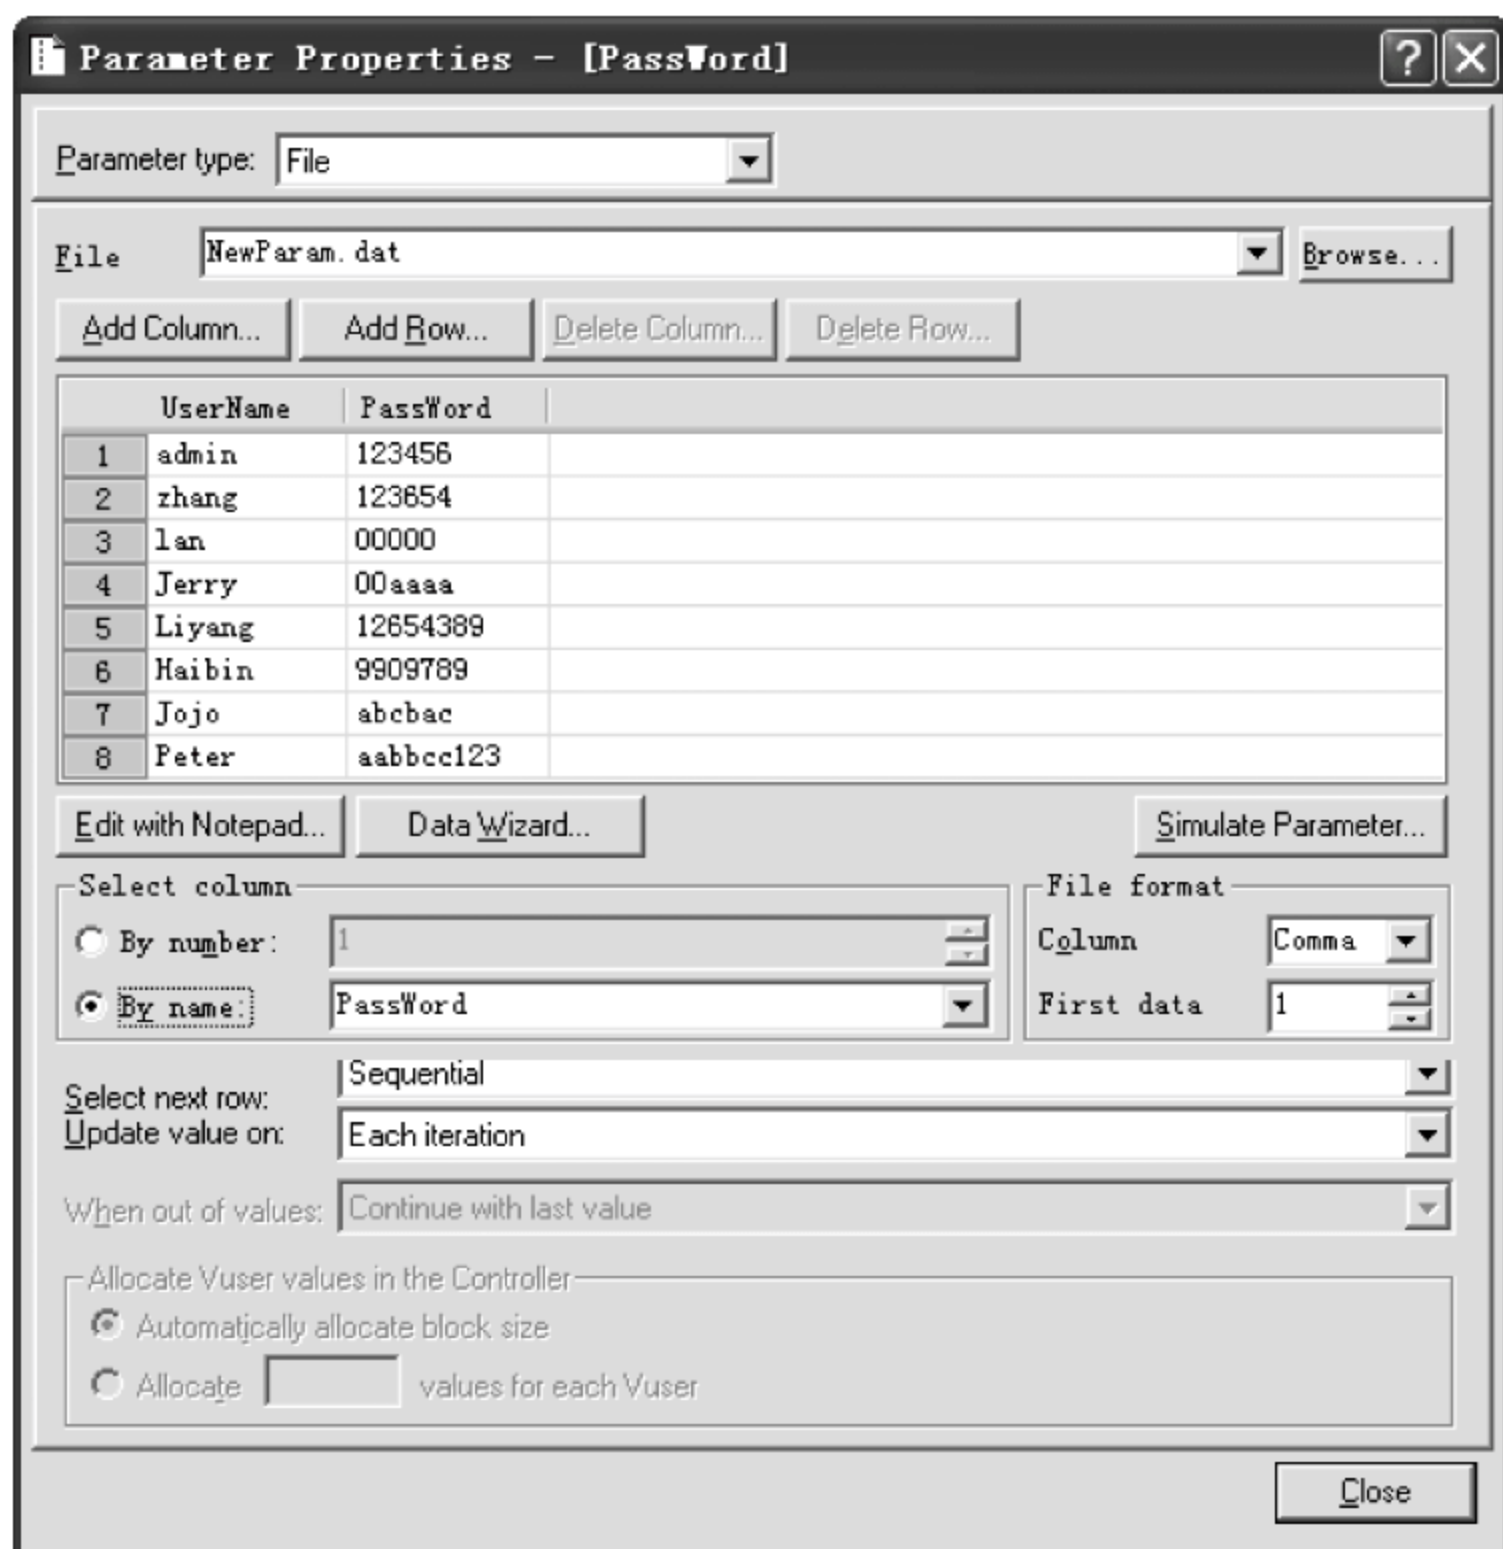 Parameter Properties - [PassWord]
Parameter type: File
File NewParam.dat Browse...
Add Column... Add Row... Delete Column... Delete Row...
UserName PassWord
1 admin 123456
2 zhang 123654
3 lan 00000
4 Jerry 00aaaa
5 Liyang 12654389
6 Haibin 9909789
7 Jojo abcbac
8 Peter aabbcc123
Edit with Notepad... Data Wizard... Simulate Parameter...
Select column File format
By number: 1 Column Comma
By name: PassWord First data 1
Select next row: Sequential
Update value on: Each iteration
When out of values: Continue with last value
Allocate Vuser values in the Controller
Automatically allocate block size
Allocate values for each Vuser
Close